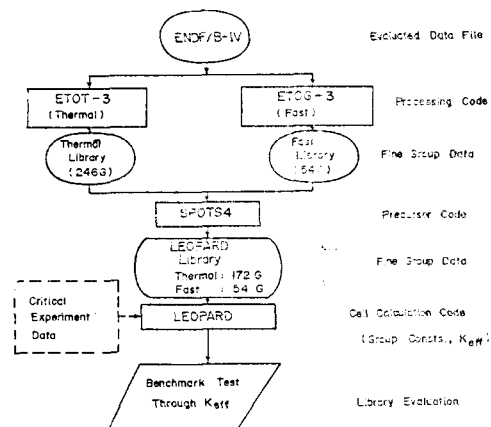 ENDF/B-IV
Evaluated Data File
ETOT-3
(Thermal)
ETOG-3
(Fast)
Processing Code
Thermal
Library
(246G)
Fast
Library
Fine Group Data
SPOTS4
Precursor Code
LEOPARD
Library
Thermal : 172 G
Fast : 54 G
Fine Group Data
Critical
Experiment
Data
LEOPARD
Cell Calculation Code
(Group Consts., Keff)
Benchmark Test
Through Keff
Library Evaluation